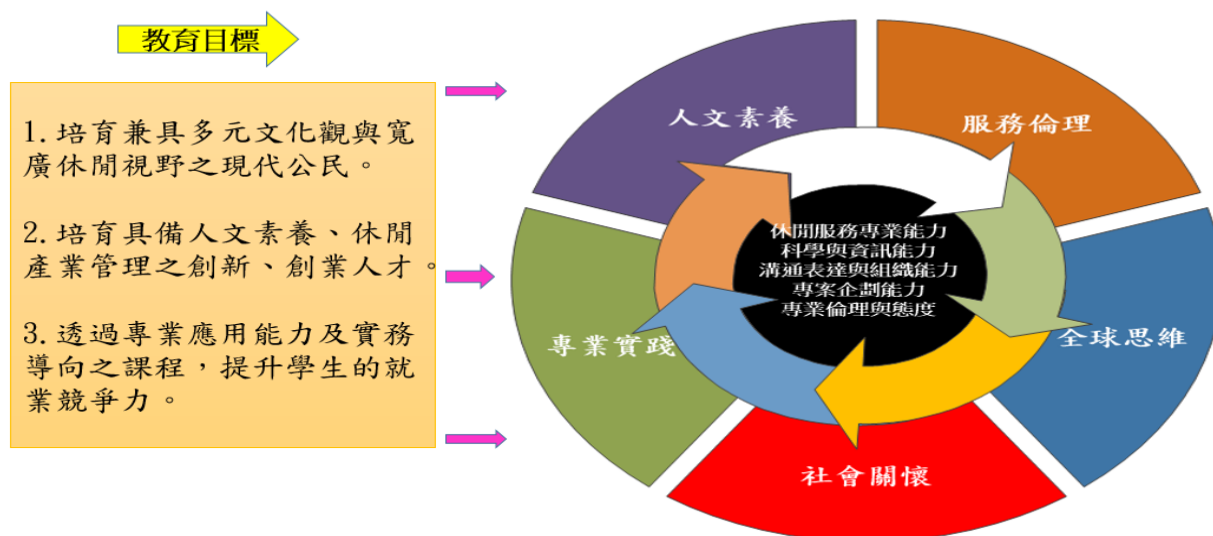 教育目標
1.培育兼具多元文化觀與寬
廣休閒視野之現代公民。
2.培育具備人文素養、休閒
產業管理之創新、創業人才。
3.透過專業應用能力及實務
導向之課程，提升學生的就
業競爭力。
人文素養
服務倫理
休閒服務專業能力
科學與資訊能力
溝通表達與組織能力
專案企劃能力
專業倫理與態度
專業實踐
全球思維
社會關懷